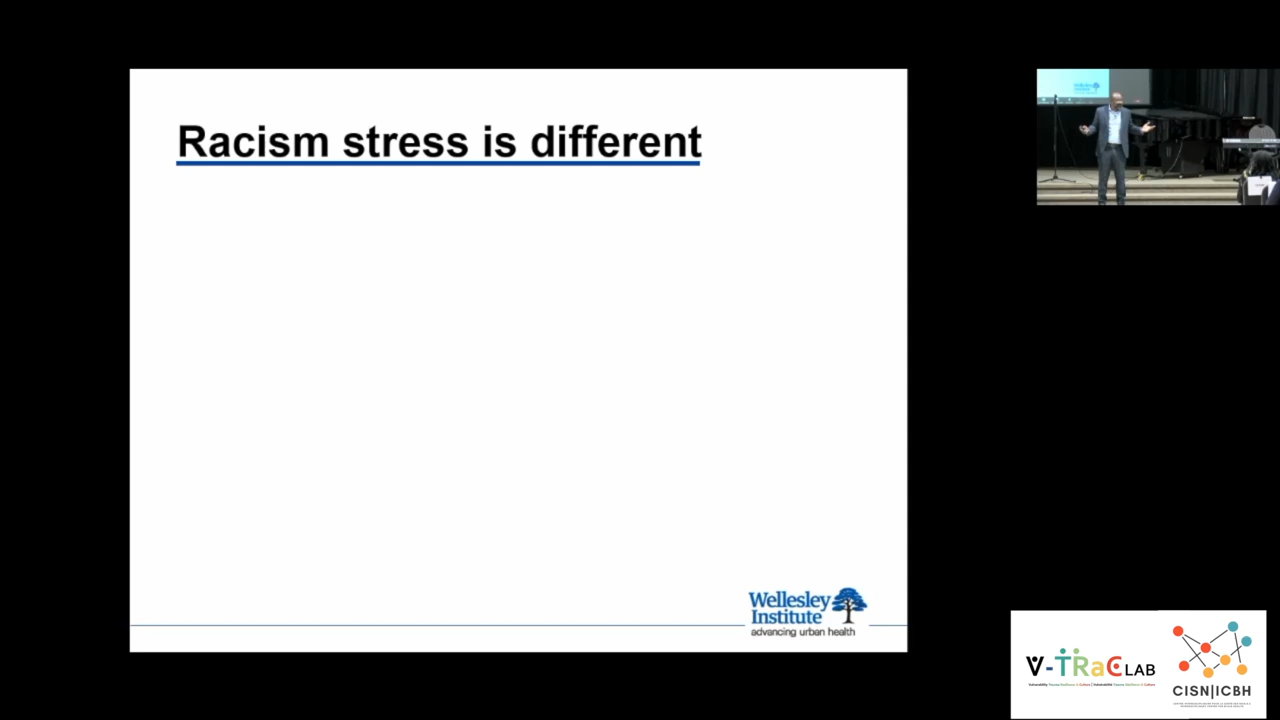 Racism stress is different
Wellesley
Institute
advancing urban health
V-TRaC LAB
CISN|ICBH